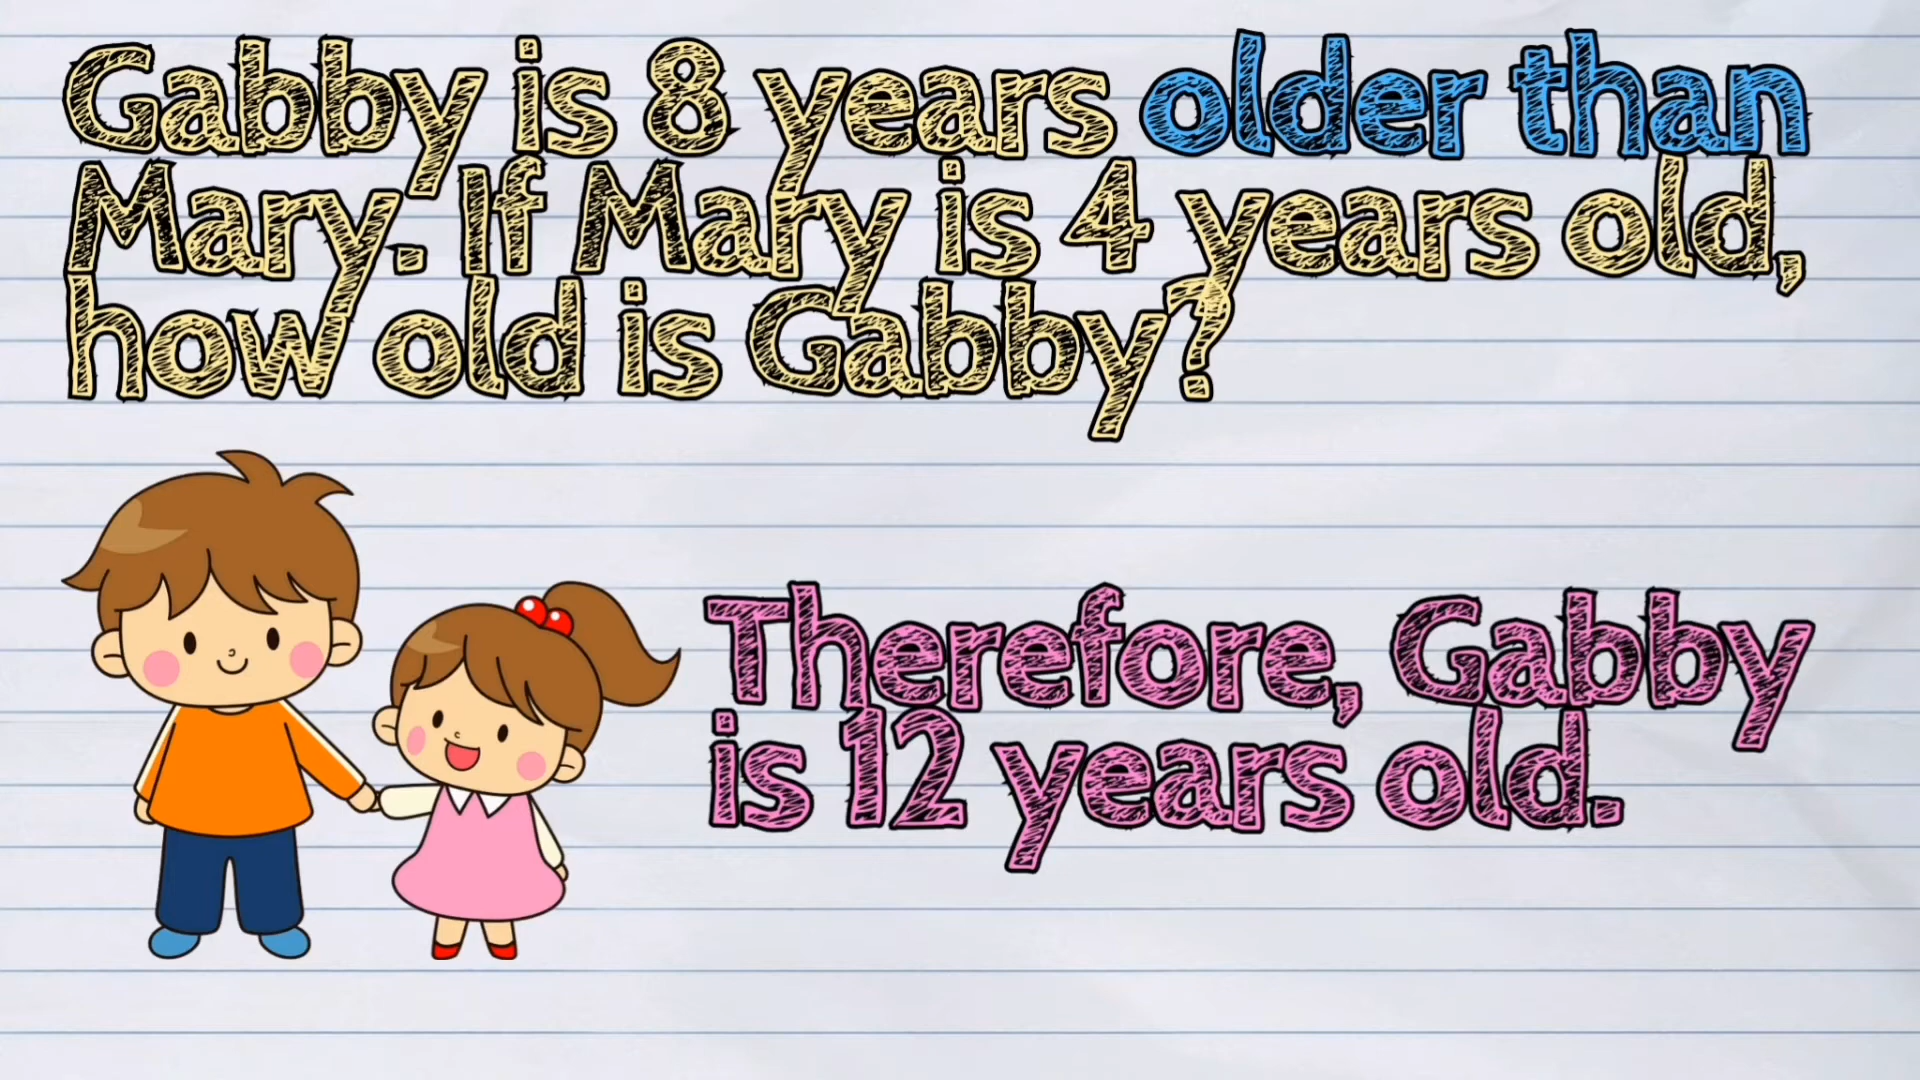 Gabby is 8 years older than
Mary. If Mary is 4 years old,
how old is Gabby?
Therefore, Gabby
is 12 years old.